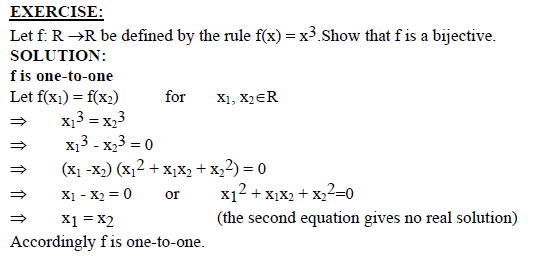 EXERCISE:
Let f: R →R be defined by the rule f(x) = x³.Show that f is a bijective.
SOLUTION:
f is one-to-one
Let f(x₁) = f(x₂) for x₁, x₂∈R
⇒ x₁³ = x₂³
⇒ x₁³ - x₂³ = 0
⇒ (x₁ -x₂) (x₁² + x₁x₂ + x₂²) = 0
⇒ x₁ - x₂ = 0 or x₁² + x₁x₂ + x₂²=0
⇒ x₁ = x₂ (the second equation gives no real solution)
Accordingly f is one-to-one.